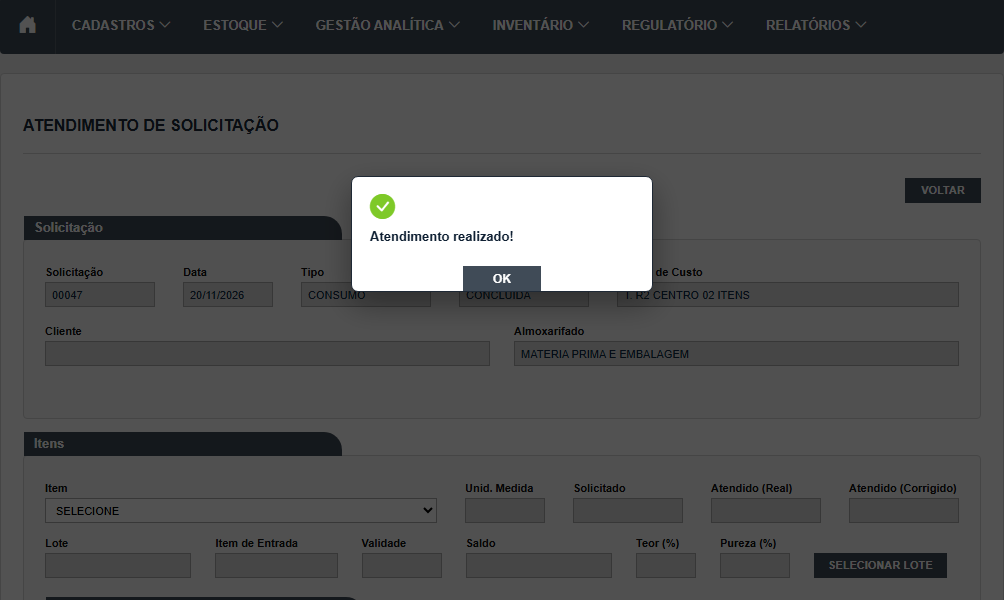 CADASTROS ESTOQUE GESTÃO ANALÍTICA INVENTÁRIO REGULATÓRIO RELATÓRIOS
ATENDIMENTO DE SOLICITAÇÃO
VOLTAR
Atendimento realizado!
OK
Solicitação
Solicitação Data Tipo de Custo
00047 20/11/2026 CONSUMO CONCLUÍDA R2 CENTRO 02 ITENS
Cliente Almoxarifado
MATERIA PRIMA E EMBALAGEM
Itens
Item Unid. Medida Solicitado Atendido (Real) Atendido (Corrigido)
SELECIONE
Lote Item de Entrada Validade Saldo Teor (%) Pureza (%)
SELECIONAR LOTE